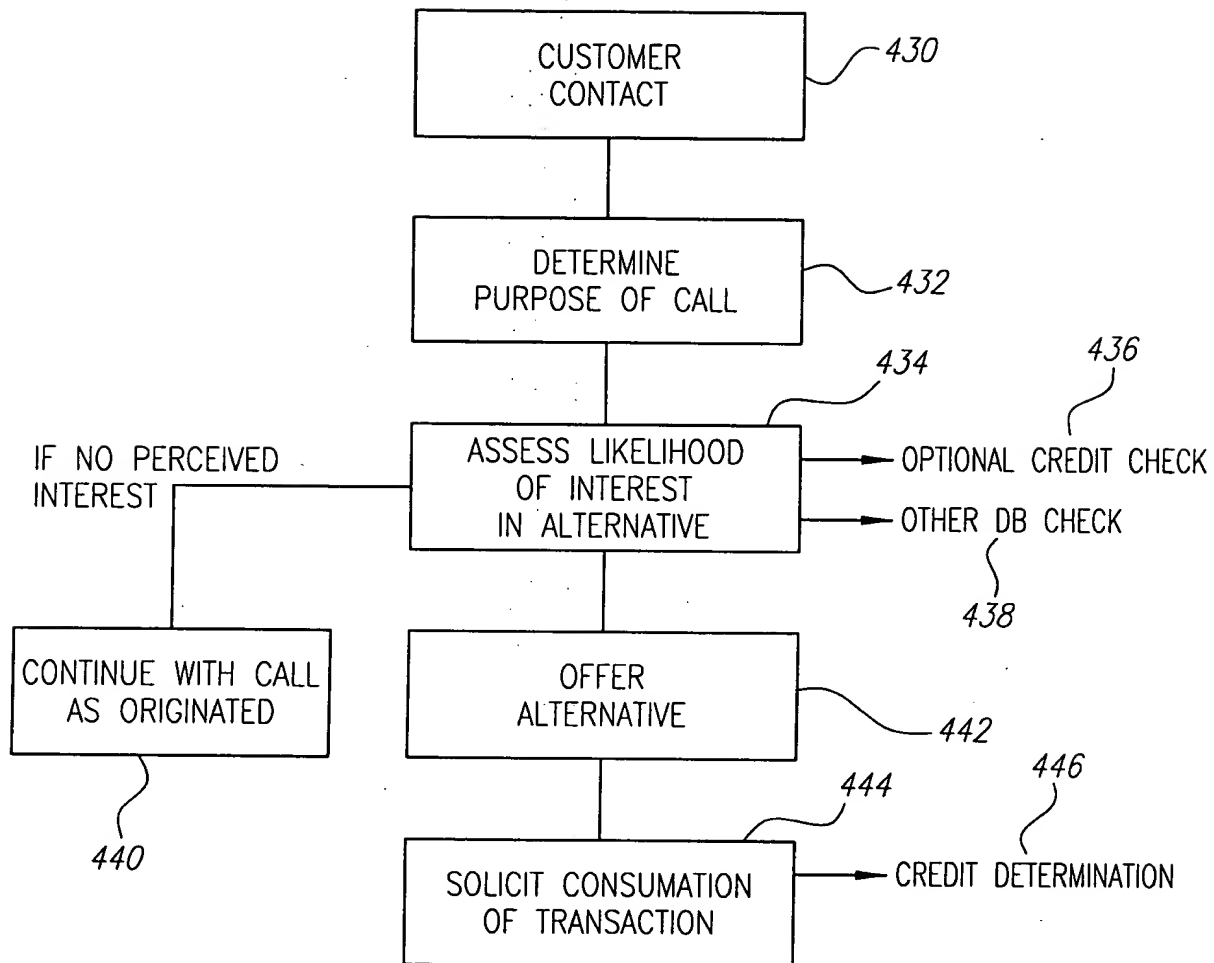 CUSTOMER
CONTACT
430
DETERMINE
PURPOSE OF CALL
432
434
436
IF NO PERCEIVED
INTEREST
ASSESS LIKELIHOOD
OF INTEREST
IN ALTERNATIVE
OPTIONAL CREDIT CHECK
OTHER DB CHECK
438
CONTINUE WITH CALL
AS ORIGINATED
440
OFFER
ALTERNATIVE
442
444
446
SOLICIT CONSUMATION
OF TRANSACTION
CREDIT DETERMINATION